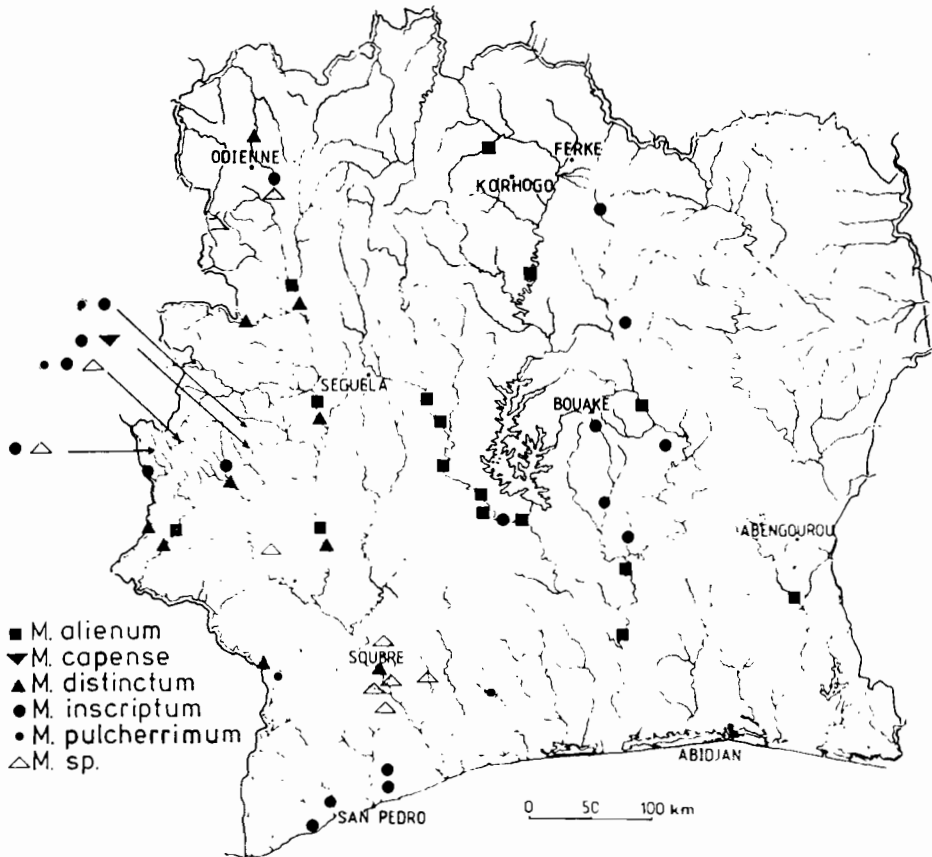 ODIENNE
FERKE
KORHOGO
SEGUELA
BOUAKE
ABENGOUROU
M. alienum
M. capense
M. distinctum
M. inscriptum
M. pulcherrimum
M. sp.
SOUBRE
ABIDJAN
SAN PEDRO
0 50 100 km